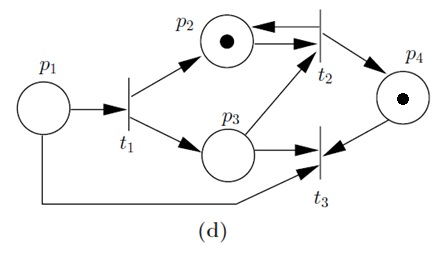 p₂
p₄
p₁
t₂
p₃
t₁
t₃
(d)